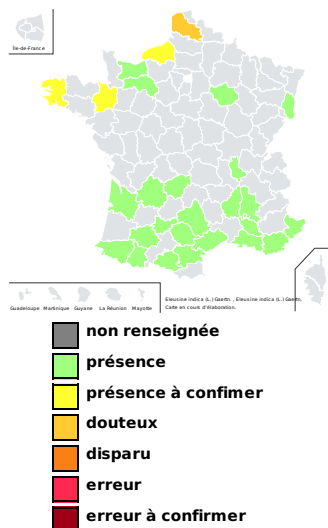 Île-de-France
Guadeloupe Martinique Guyane La Réunion Mayotte
Eleusine indica (L.) Gaertn. , Eleusine indica (L.) Gaertn.
Carte en cours d'élaboration.
non renseignée
présence
présence à confimer
douteux
disparu
erreur
erreur à confirmer